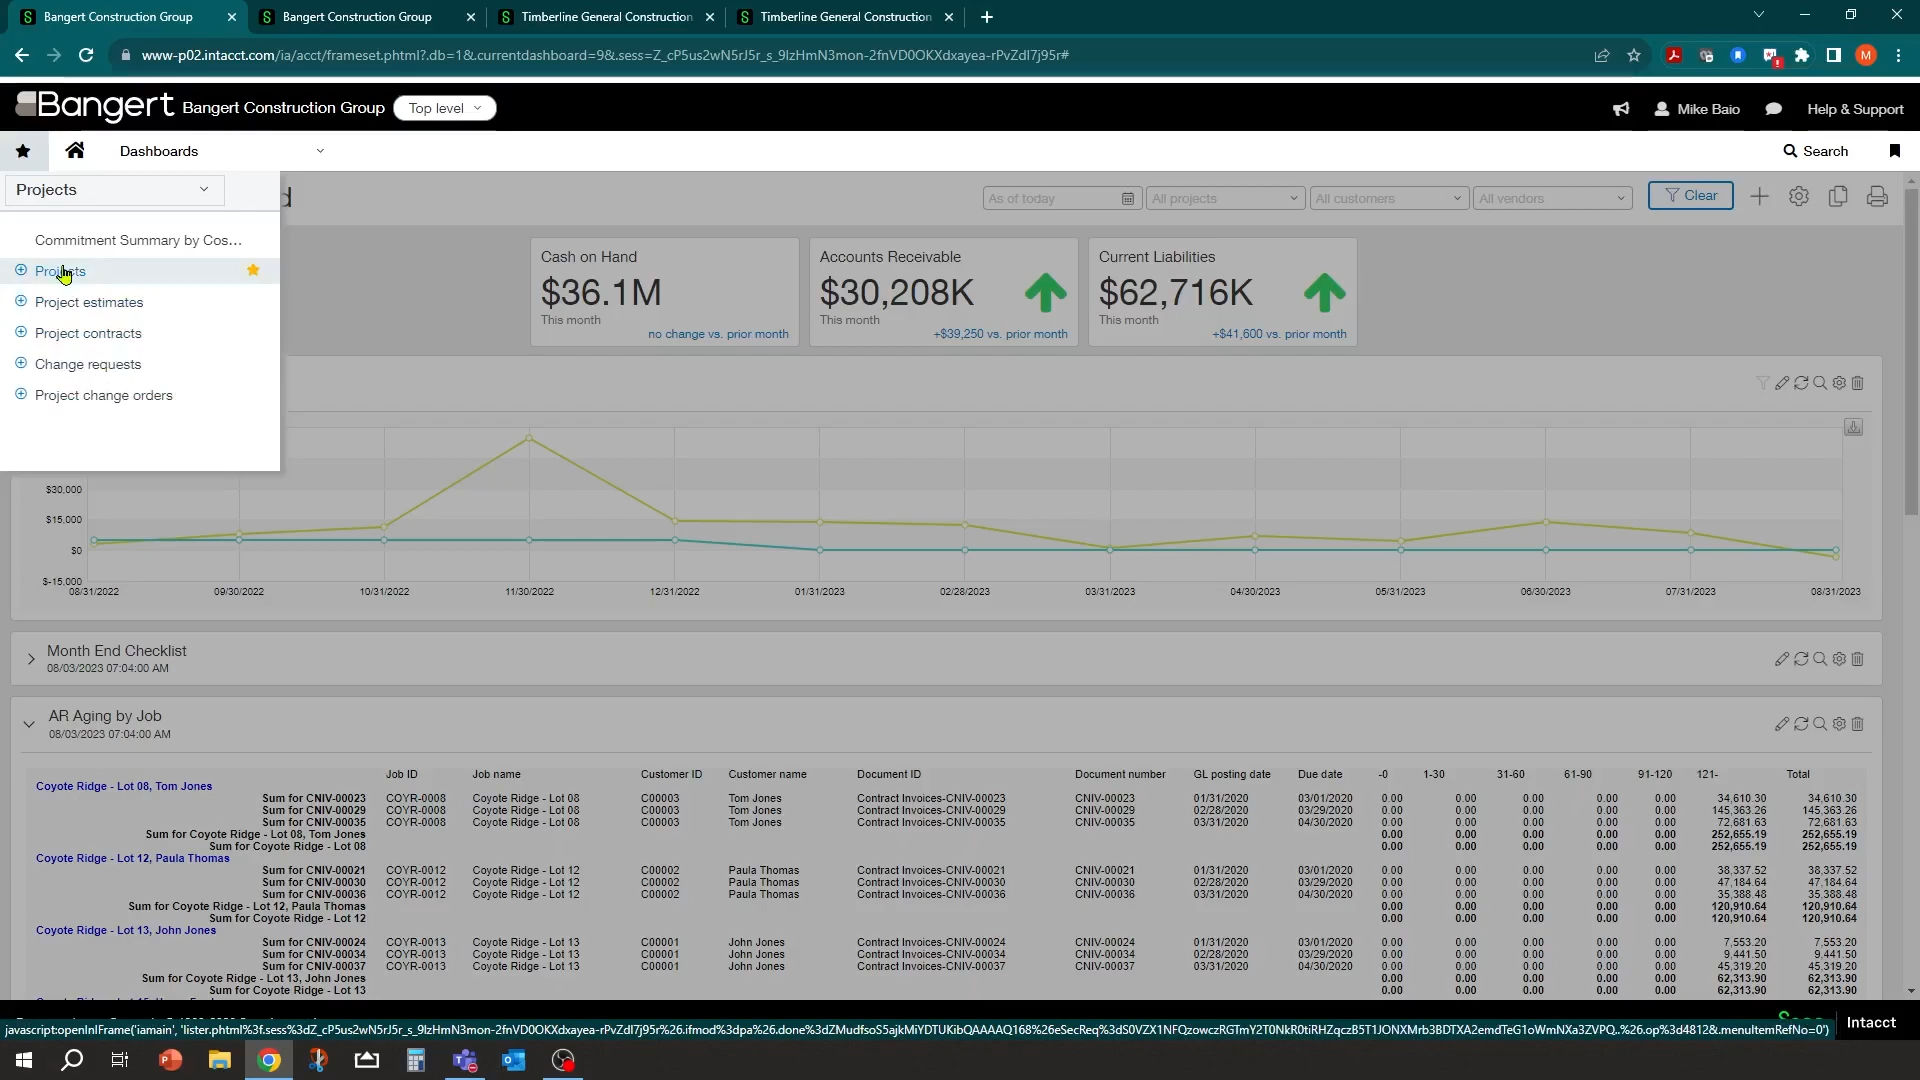 Bangert Construction Group
Bangert Construction Group
Timberline General Construction
Timberline General Construction
www-p02.intacct.com/ia/acct/frameset.phtml?.db=1&.currentdashboard=9&.sess=Z_cP5us2wN5rJ5r_s_9lzHmN3mon-2fnVD0OKXdxayea-rPvZdI7j95r#
M
Bangert Bangert Construction Group Top level
Mike Baio Help & Support
Dashboards
Search
Projects
As of today All projects All customers All vendors Clear
Commitment Summary by Cos...
Projects
Project estimates
Project contracts
Change requests
Project change orders
Cash on Hand
$36.1M
This month
no change vs. prior month
Accounts Receivable
$30,208K
This month
+$39,250 vs. prior month
Current Liabilities
$62,716K
This month
+$41,600 vs. prior month
$30,000
$15,000
$0
$-15,000
08/31/2022 09/30/2022 10/31/2022 11/30/2022 12/31/2022 01/31/2023 02/28/2023 03/31/2023 04/30/2023 05/31/2023 06/30/2023 07/31/2023 08/31/2023
Month End Checklist
08/03/2023 07:04:00 AM
AR Aging by Job
08/03/2023 07:04:00 AM
Job ID Job name Customer ID Customer name Document ID Document number GL posting date Due date -0 1-30 31-60 61-90 91-120 121- Total
Coyote Ridge - Lot 08, Tom Jones
Sum for CNIV-00023 COYR-0008 Coyote Ridge - Lot 08 C00003 Tom Jones Contract Invoices-CNIV-00023 CNIV-00023 01/31/2020 03/01/2020 0.00 0.00 0.00 0.00 0.00 34,610.30 34,610.30
Sum for CNIV-00029 COYR-0008 Coyote Ridge - Lot 08 C00003 Tom Jones Contract Invoices-CNIV-00029 CNIV-00029 02/28/2020 03/29/2020 0.00 0.00 0.00 0.00 0.00 145,363.26 145,363.26
Sum for CNIV-00035 COYR-0008 Coyote Ridge - Lot 08 C00003 Tom Jones Contract Invoices-CNIV-00035 CNIV-00035 03/31/2020 04/30/2020 0.00 0.00 0.00 0.00 0.00 72,681.63 72,681.63
Sum for Coyote Ridge - Lot 08, Tom Jones 0.00 0.00 0.00 0.00 0.00 252,655.19 252,655.19
Sum for Coyote Ridge - Lot 08 0.00 0.00 0.00 0.00 0.00 252,655.19 252,655.19
Coyote Ridge - Lot 12, Paula Thomas
Sum for CNIV-00021 COYR-0012 Coyote Ridge - Lot 12 C00002 Paula Thomas Contract Invoices-CNIV-00021 CNIV-00021 01/31/2020 03/01/2020 0.00 0.00 0.00 0.00 0.00 38,337.52 38,337.52
Sum for CNIV-00030 COYR-0012 Coyote Ridge - Lot 12 C00002 Paula Thomas Contract Invoices-CNIV-00030 CNIV-00030 02/28/2020 03/29/2020 0.00 0.00 0.00 0.00 0.00 47,184.64 47,184.64
Sum for CNIV-00036 COYR-0012 Coyote Ridge - Lot 12 C00002 Paula Thomas Contract Invoices-CNIV-00036 CNIV-00036 03/31/2020 04/30/2020 0.00 0.00 0.00 0.00 0.00 35,388.48 35,388.48
Sum for Coyote Ridge - Lot 12, Paula Thomas 0.00 0.00 0.00 0.00 0.00 120,910.64 120,910.64
Sum for Coyote Ridge - Lot 12 0.00 0.00 0.00 0.00 0.00 120,910.64 120,910.64
Coyote Ridge - Lot 13, John Jones
Sum for CNIV-00024 COYR-0013 Coyote Ridge - Lot 13 C00001 John Jones Contract Invoices-CNIV-00024 CNIV-00024 01/31/2020 03/01/2020 0.00 0.00 0.00 0.00 0.00 7,553.20 7,553.20
Sum for CNIV-00034 COYR-0013 Coyote Ridge - Lot 13 C00001 John Jones Contract Invoices-CNIV-00034 CNIV-00034 02/28/2020 03/29/2020 0.00 0.00 0.00 0.00 0.00 9,441.50 9,441.50
Sum for CNIV-00037 COYR-0013 Coyote Ridge - Lot 13 C00001 John Jones Contract Invoices-CNIV-00037 CNIV-00037 03/31/2020 04/30/2020 0.00 0.00 0.00 0.00 0.00 45,319.20 45,319.20
Sum for Coyote Ridge - Lot 13, John Jones 0.00 0.00 0.00 0.00 0.00 62,313.90 62,313.90
Sum for Coyote Ridge - Lot 13 0.00 0.00 0.00 0.00 0.00 62,313.90 62,313.90
Intacct